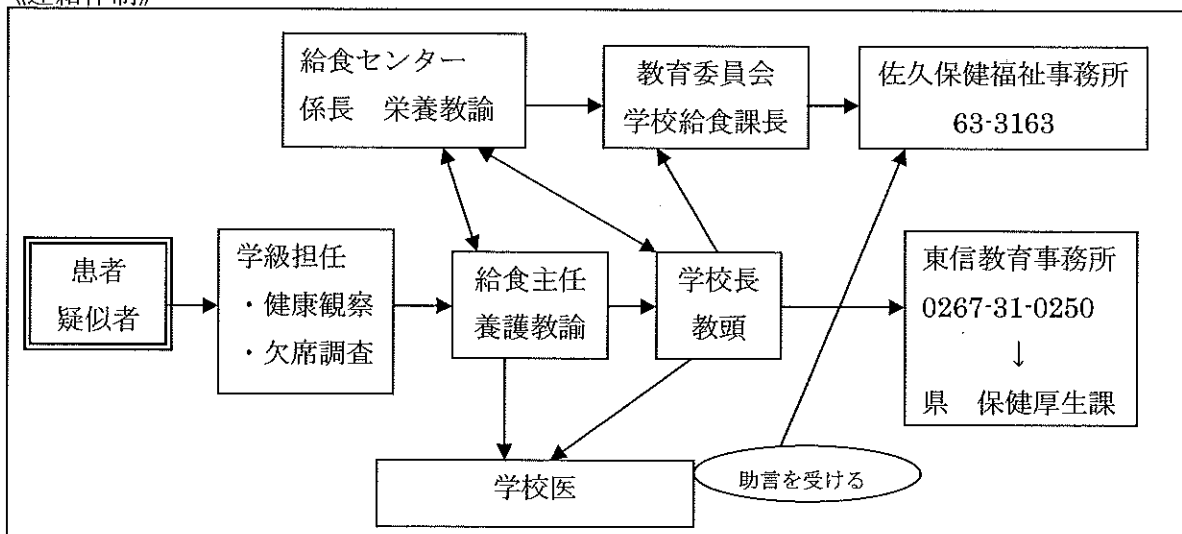 給食センター
係長　栄養教諭
教育委員会
学校給食課長
佐久保健福祉事務所
63-3163
患者
疑似者
学級担任
・健康観察
・欠席調査
給食主任
養護教諭
学校長
教頭
東信教育事務所
0267-31-0250
↓
県　保健厚生課
学校医
助言を受ける